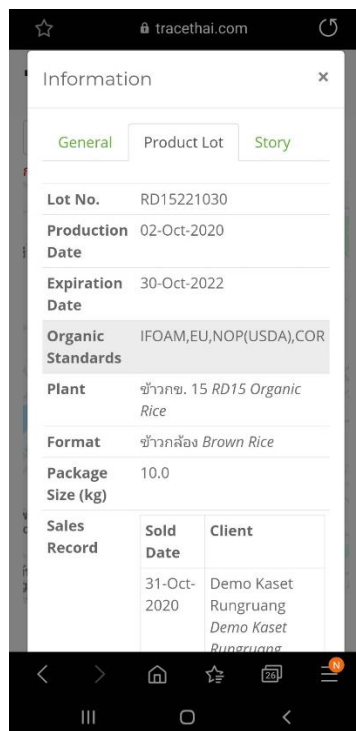 tracethai.com
Information ×
General Product Lot Story
Lot No. RD15221030
Production 02-Oct-2020
Date
Expiration 30-Oct-2022
Date
Organic IFOAM,EU,NOP(USDA),COR
Standards
Plant ข้าวกข. 15 RD15 Organic
Rice
Format ข้าวกล้อง Brown Rice
Package 10.0
Size (kg)
Sales Sold Client
Record Date
31-Oct- Demo Kaset
2020 Rungruang
Demo Kaset
Rungruang
26
N